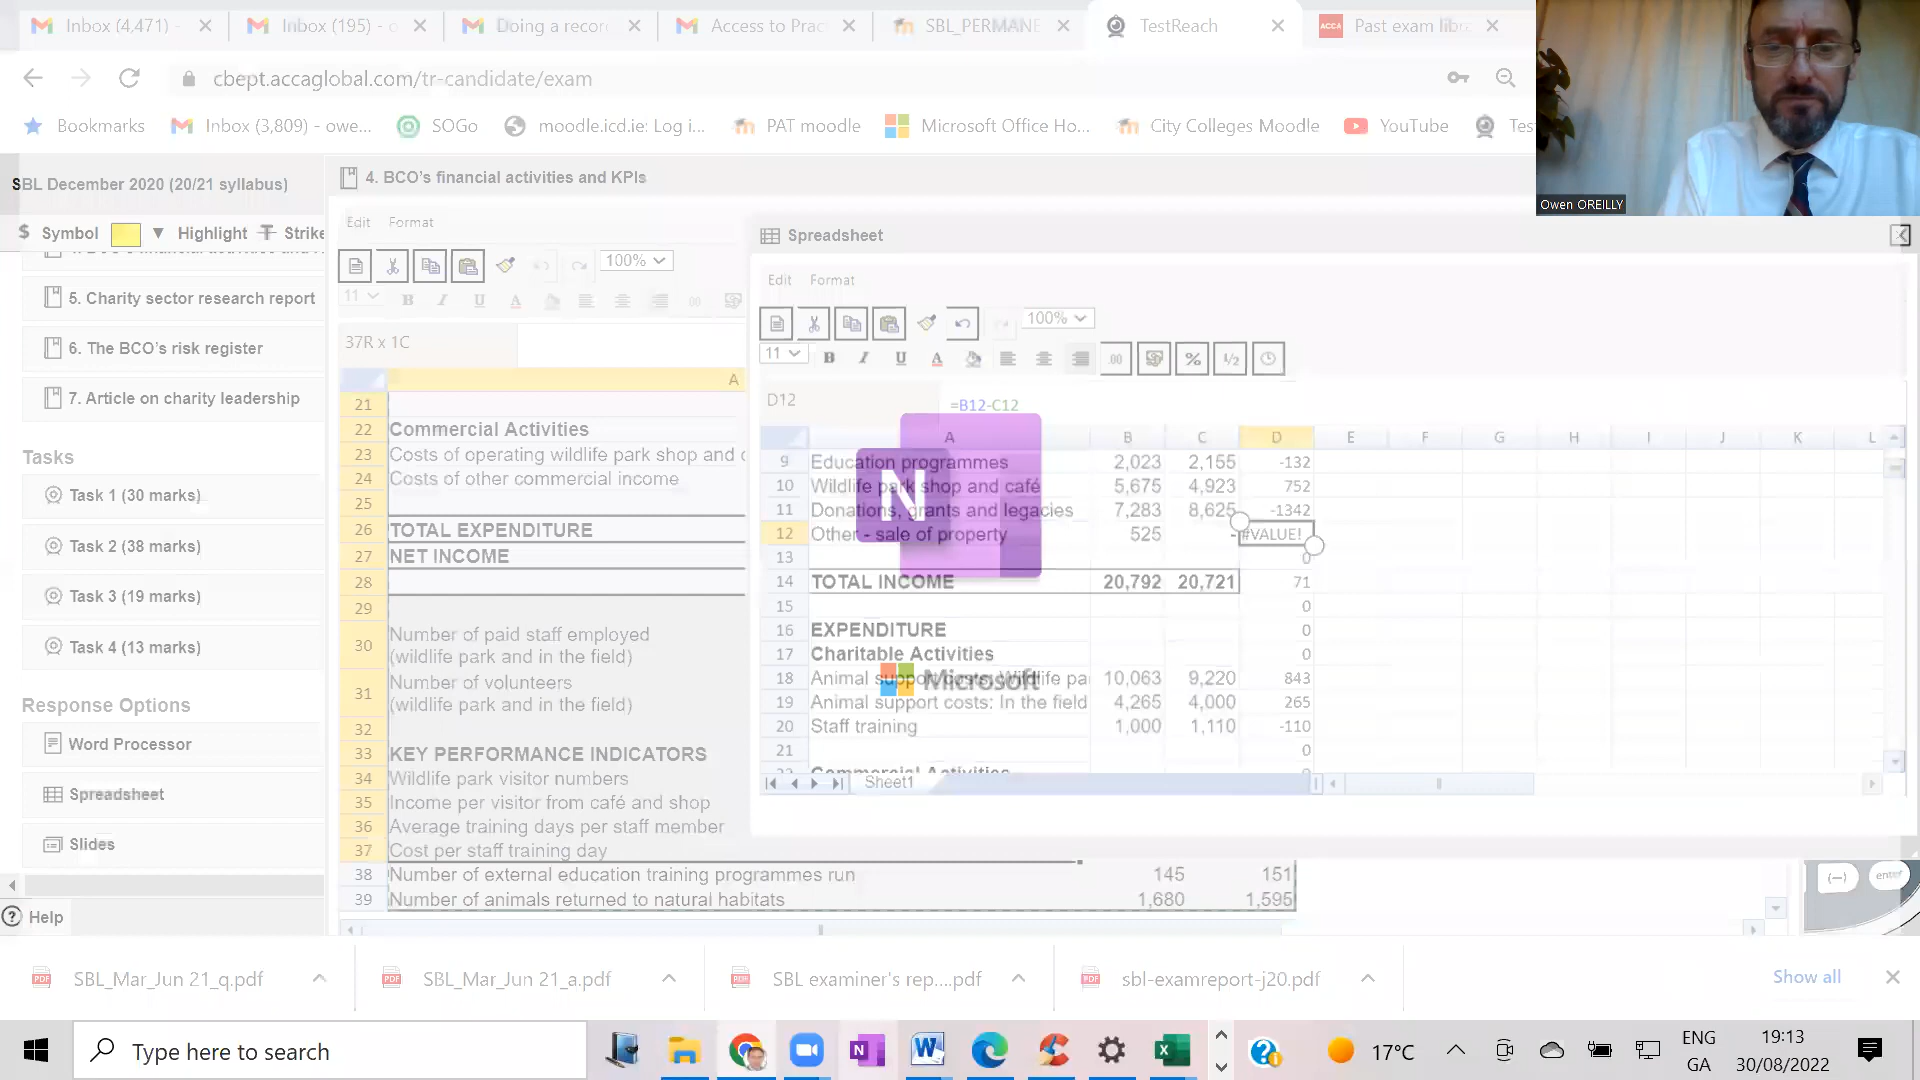 Inbox (4,471) -
Inbox (195) - o
Doing a recor
Access to Prac
SBL_PERMANE
TestReach
ACCA
Past exam libr
cbept.accaglobal.com/tr-candidate/exam
Bookmarks
Inbox (3,809) - owe...
SOGo
moodle.icd.ie: Log i...
PAT moodle
Microsoft Office Ho...
City Colleges Moodle
YouTube
Tes
Owen OREILLY
SBL December 2020 (20/21 syllabus)
$ Symbol
Highlight
T Strike
5. Charity sector research report
6. The BCO's risk register
7. Article on charity leadership
Tasks
Task 1 (30 marks)
Task 2 (38 marks)
Task 3 (19 marks)
Task 4 (13 marks)
Response Options
Word Processor
Spreadsheet
Slides
Help
4. BCO's financial activities and KPIs
Edit Format
100%
11 B I U A
37R x 1C
A
21
22 Commercial Activities
23 Costs of operating wildlife park shop and c
24 Costs of other commercial income
25
26 TOTAL EXPENDITURE
27 NET INCOME
28
29
30 Number of paid staff employed
(wildlife park and in the field)
31 Number of volunteers
(wildlife park and in the field)
32
33 KEY PERFORMANCE INDICATORS
34 Wildlife park visitor numbers
35 Income per visitor from café and shop
36 Average training days per staff member
37 Cost per staff training day
38 Number of external education training programmes run 145 151
39 Number of animals returned to natural habitats 1,680 1,595
Spreadsheet
Edit Format
100%
11 B I U A .00 % 1/2
D12 =B12-C12
A B C D E F G H I J K L
9 Education programmes 2,023 2,155 -132
10 Wildlife park shop and café 5,675 4,923 752
11 Donations, grants and legacies 7,283 8,625 -1342
12 Other - sale of property 525 - #VALUE!
13 0
14 TOTAL INCOME 20,792 20,721 71
15 0
16 EXPENDITURE 0
17 Charitable Activities 0
18 Animal support costs: Wildlife pa 10,063 9,220 843
19 Animal support costs: In the field 4,265 4,000 265
20 Staff training 1,000 1,110 -110
21 0
Commercial Activities
Sheet1
N
Microsoft
(—) enter
SBL_Mar_Jun 21_q.pdf
SBL_Mar_Jun 21_a.pdf
SBL examiner's rep....pdf
sbl-examreport-j20.pdf
Show all
Type here to search
N
17°C
ENG
GA
19:13
30/08/2022